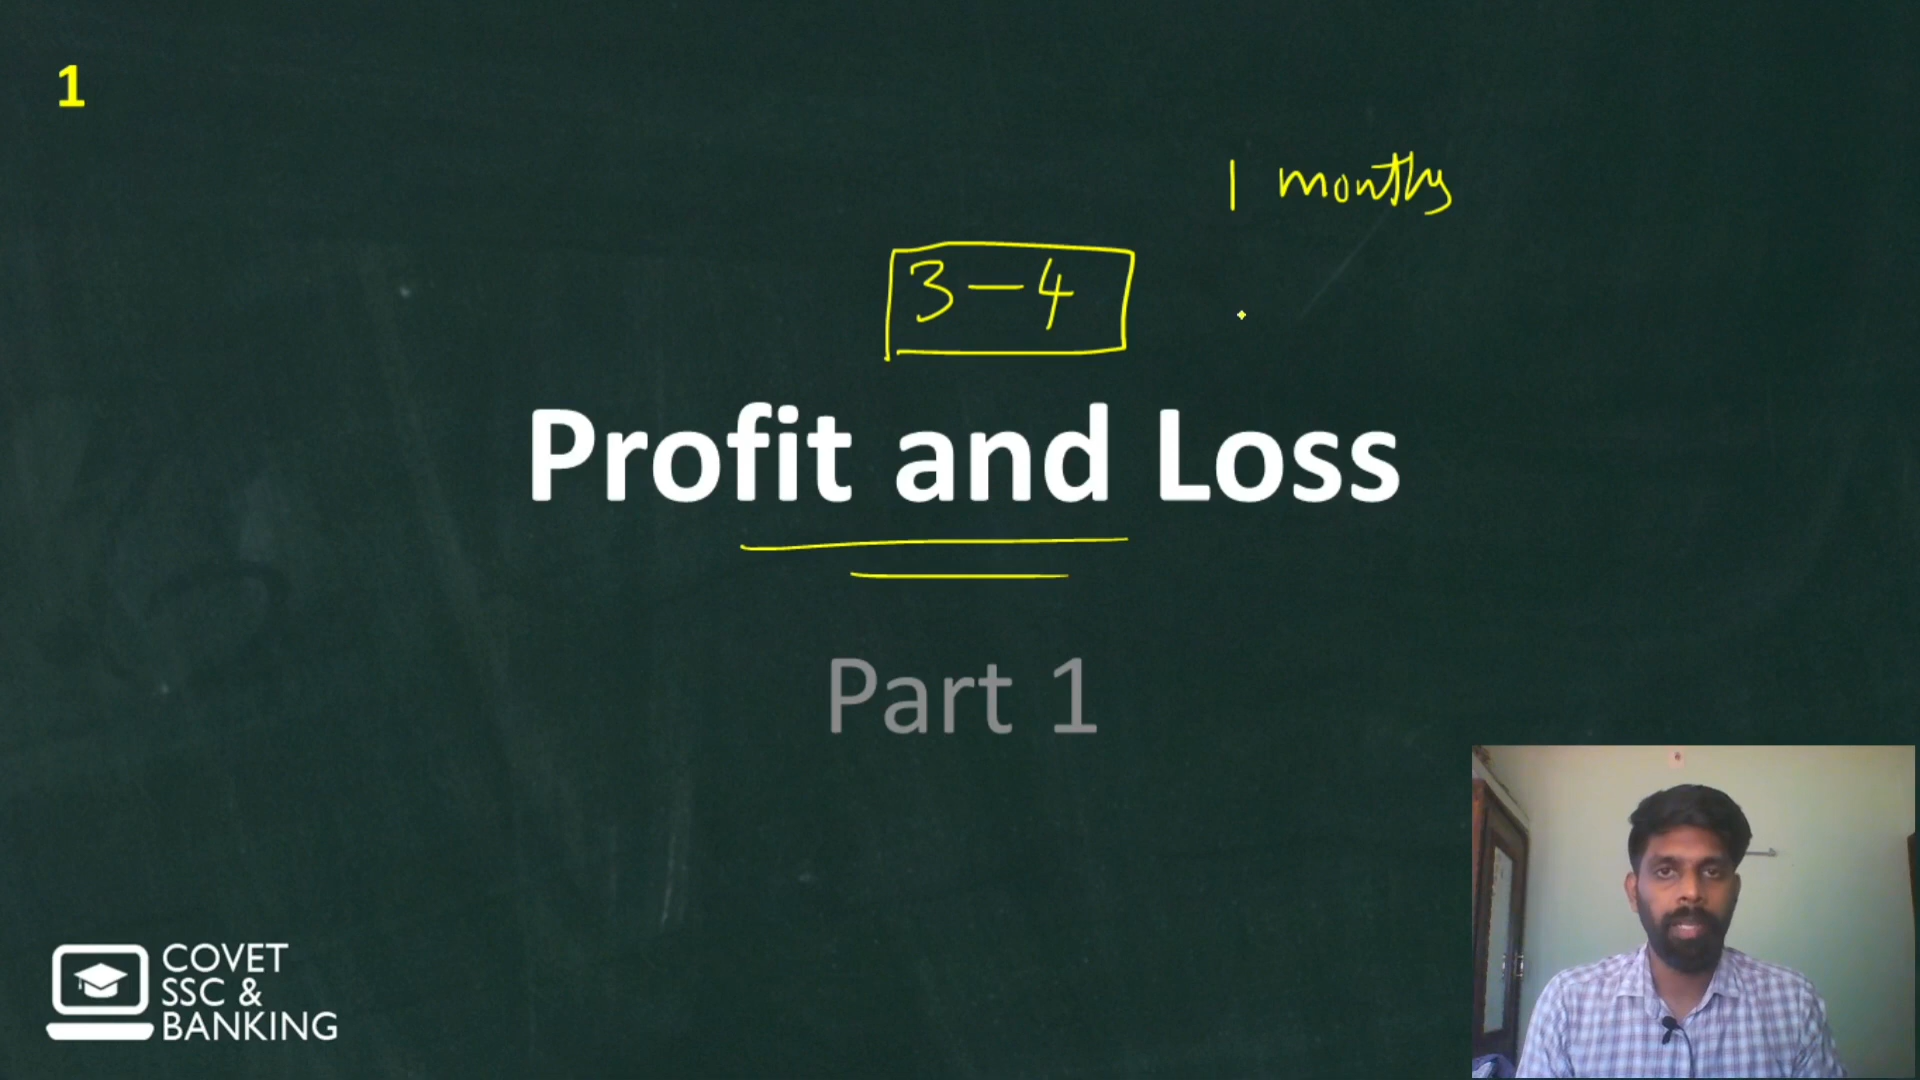 1
1 months
3-4
Profit and Loss
Part 1
COVET
SSC &
BANKING